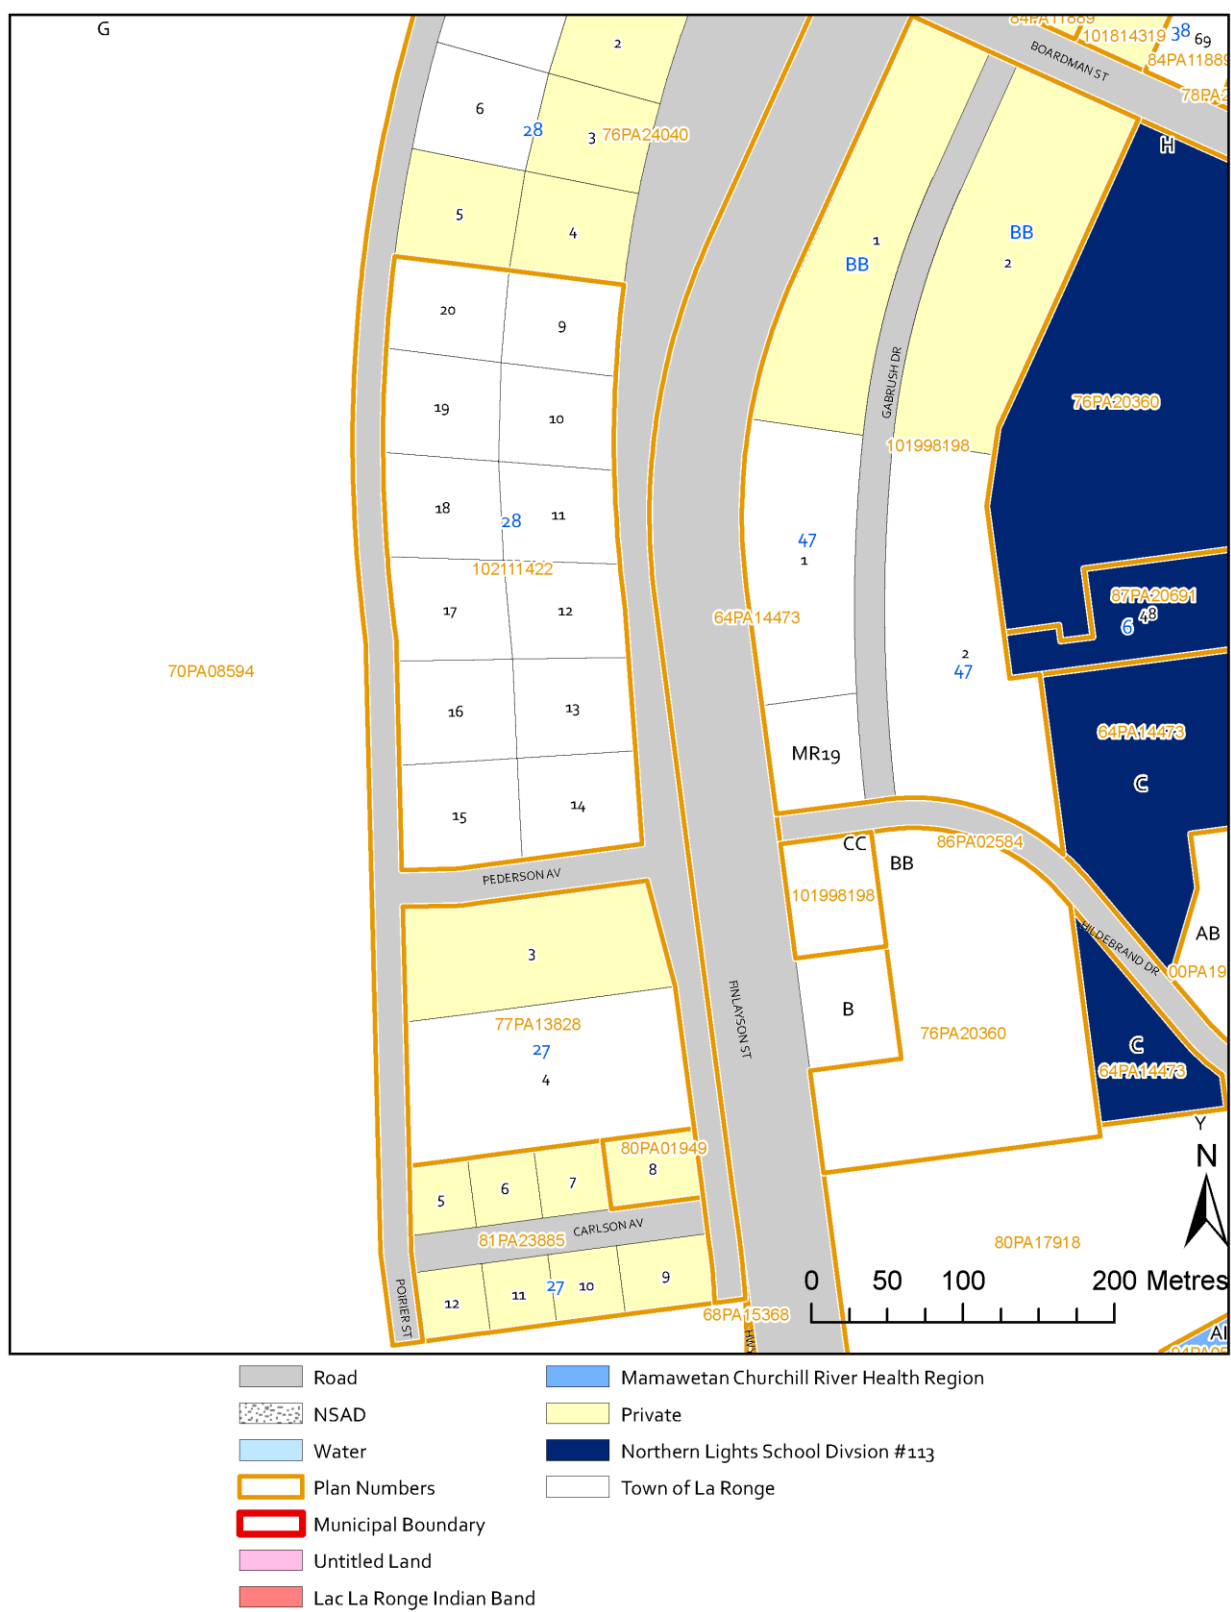 G
2
84PA11889
101814319
38
69
BOARDMAN ST
84PA11889
78PA2
6
28
3
76PA24040
H
5
4
1
BB
BB
2
20
9
GABRUSH DR
19
10
76PA20360
101998198
18
28
11
47
1
102111422
87PA20691
48
6
17
12
64PA14473
2
47
70PA08594
16
13
64PA14473
MR19
C
15
14
86PA02584
CC
BB
PEDERSON AV
101998198
AB
HILDEBRAND DR
3
00PA19
FINLAYSON ST
B
77PA13828
27
4
76PA20360
C
64PA14473
Y
80PA01949
8
N
5
6
7
CARLSON AV
81PA23885
80PA17918
POIRIER ST
12
11
27
10
9
0 50 100 200 Metres
68PA15368
HWY
AI
Road
NSAD
Water
Plan Numbers
Municipal Boundary
Untitled Land
Lac La Ronge Indian Band
Mamawetan Churchill River Health Region
Private
Northern Lights School Divsion #113
Town of La Ronge